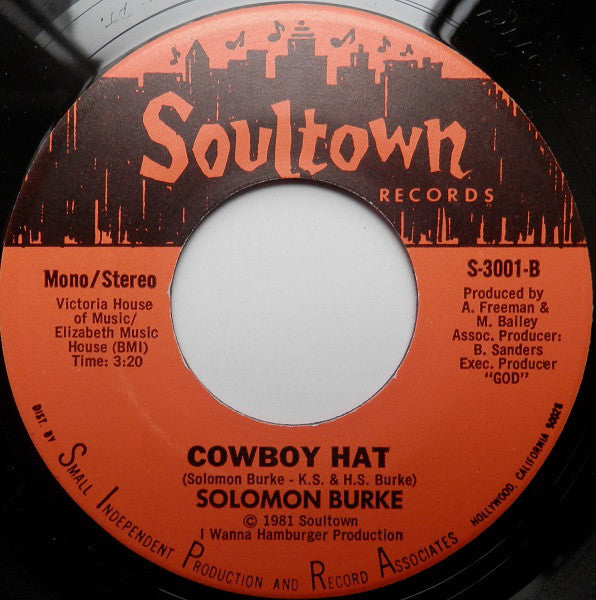 Soultown
RECORDS
Mono/Stereo
Victoria House
of Music/
Elizabeth Music
House (BMI)
Time: 3:20
S-3001-B
Produced by
A. Freeman &
M. Bailey
Assoc. Producer:
B. Sanders
Exec. Producer
"GOD"
COWBOY HAT
(Solomon Burke - K.S. & H.S. Burke)
SOLOMON BURKE
© 1981 Soultown
I Wanna Hamburger Production
DIST. BY SMALL INDEPENDENT PRODUCTION AND RECORD ASSOCIATES HOLLYWOOD, CALIFORNIA 90028